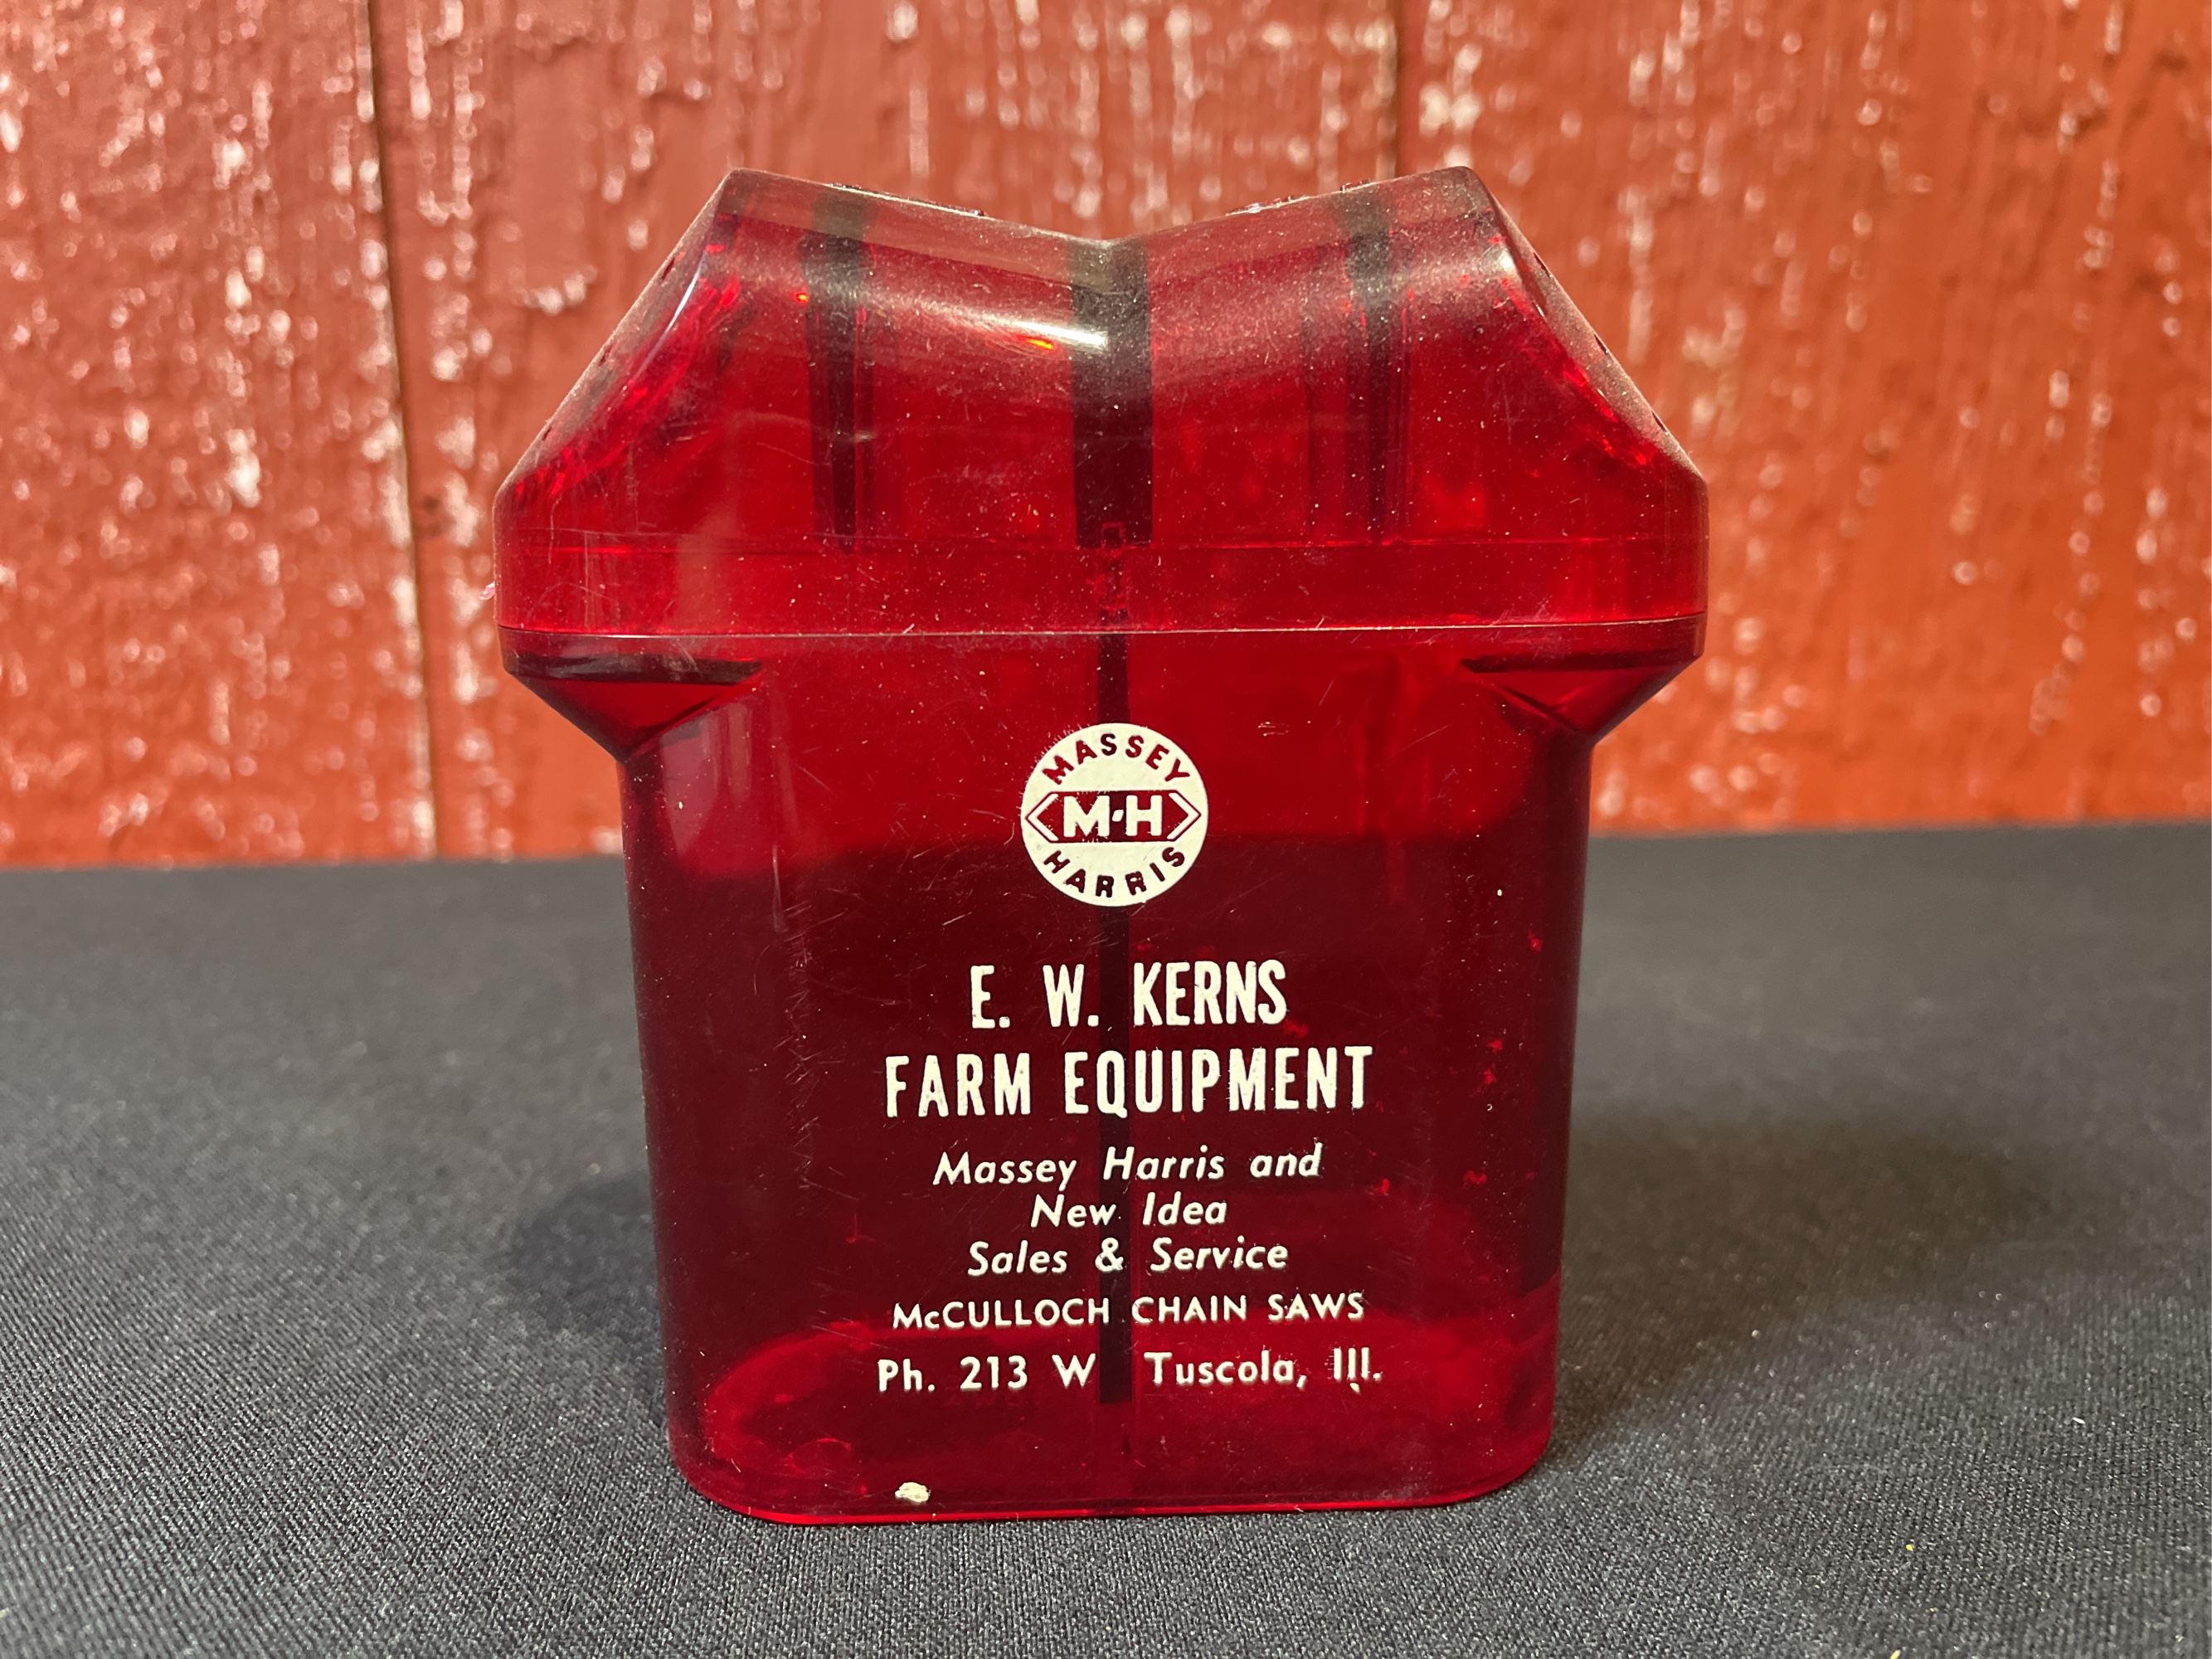 MASSEY
M-H
HARRIS
E. W. KERNS
FARM EQUIPMENT
Massey Harris and
New Idea
Sales & Service
McCULLOCH CHAIN SAWS
Ph. 213 W Tuscola, Ill.